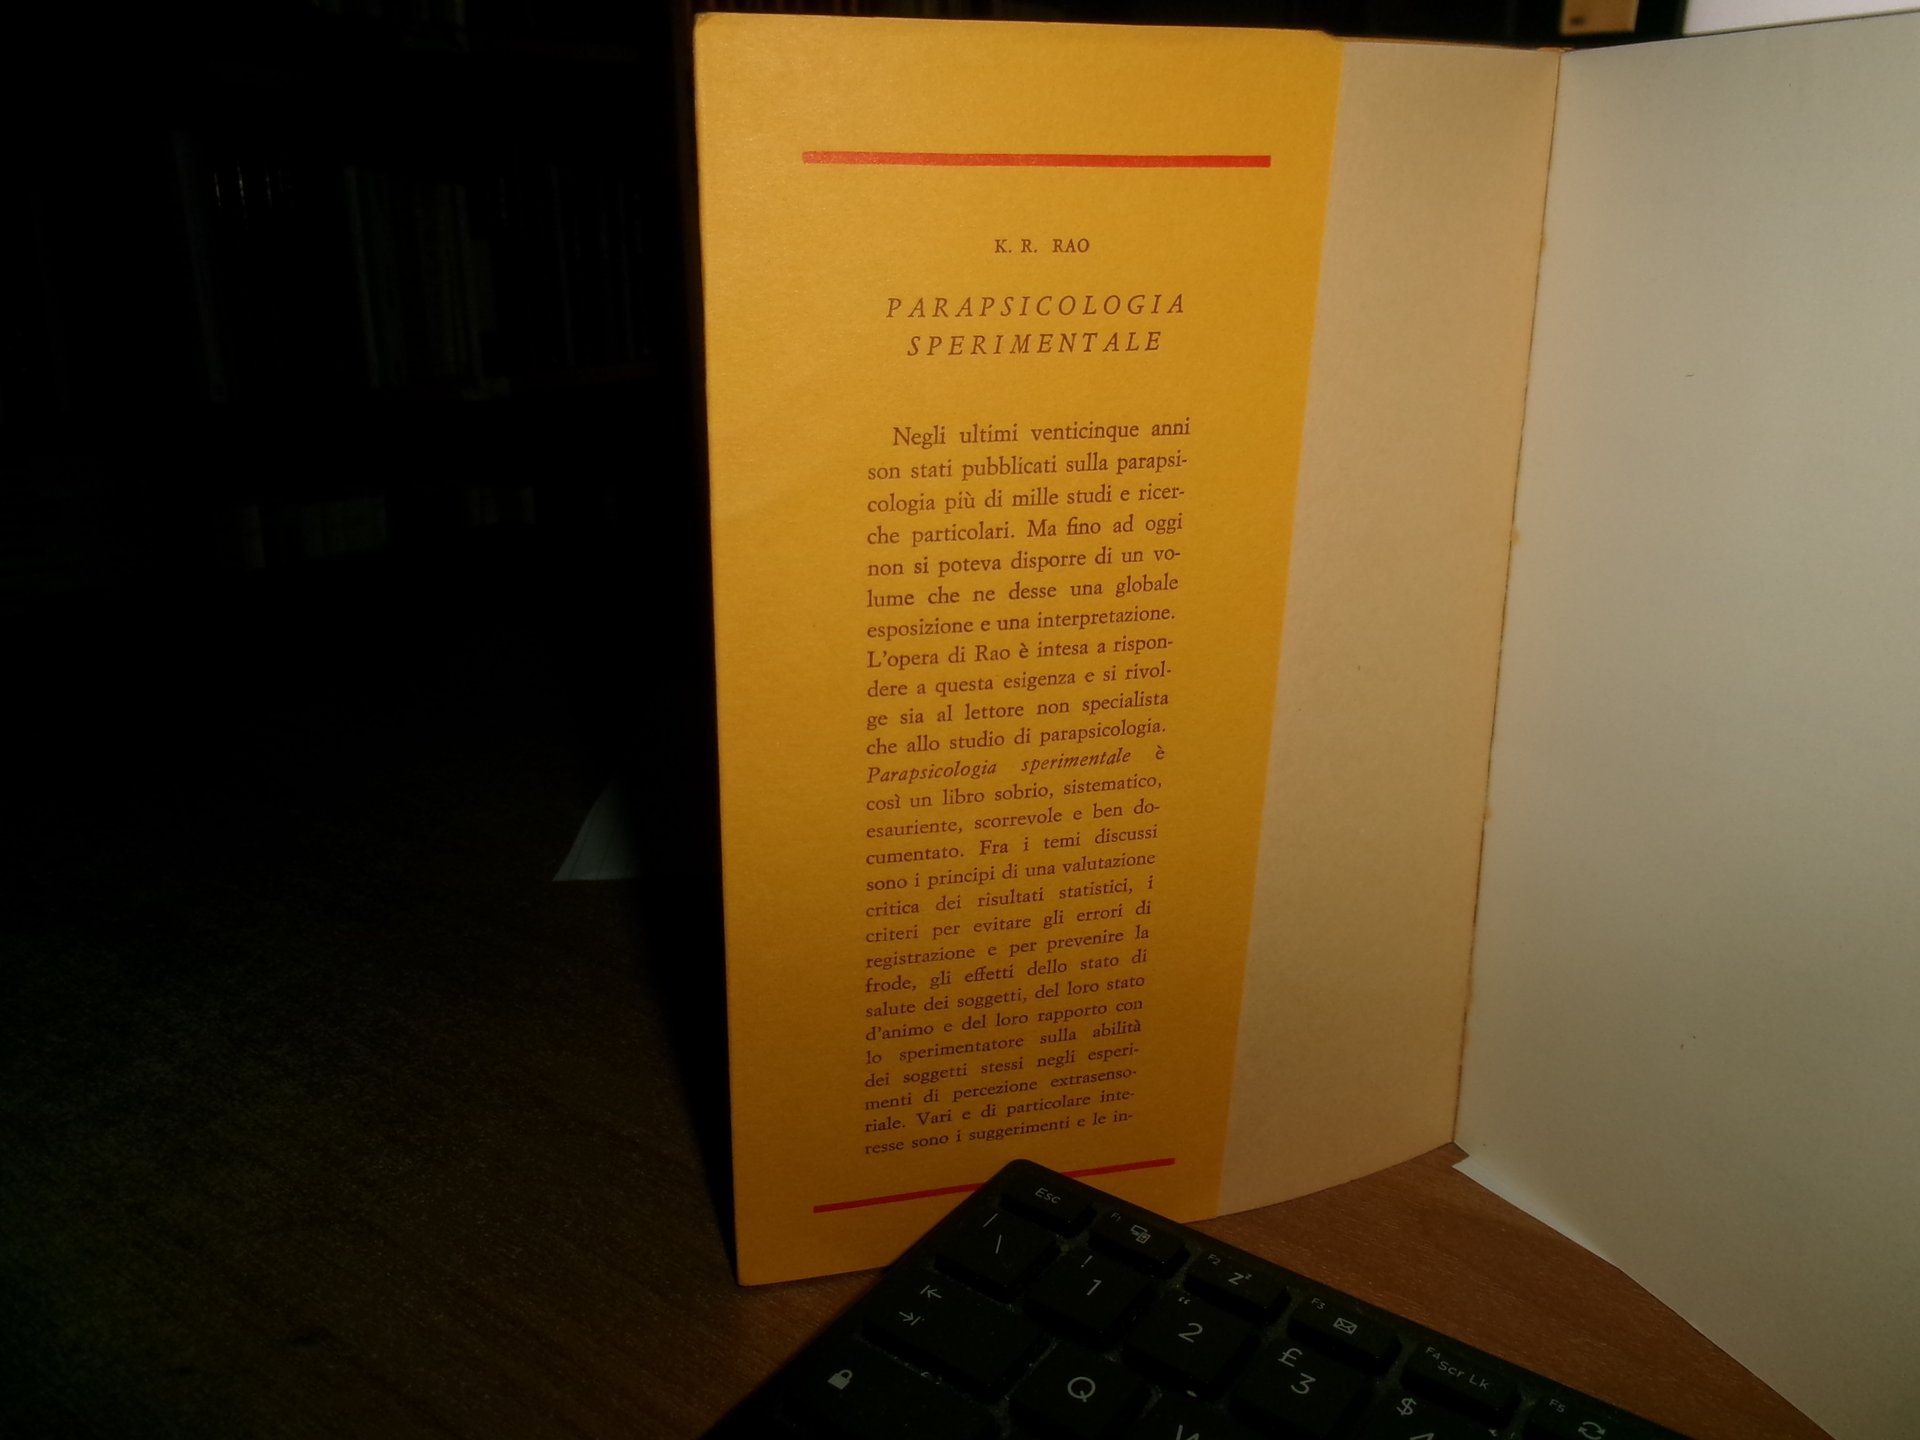 K. R. RAO
PARAPSICOLOGIA
SPERIMENTALE
Negli ultimi venticinque anni
son stati pubblicati sulla parapsi-
cologia più di mille studi e ricer-
che particolari. Ma fino ad oggi
non si poteva disporre di un vo-
lume che ne desse una globale
esposizione e una interpretazione.
L'opera di Rao è intesa a rispon-
dere a questa esigenza e si rivol-
ge sia al lettore non specialista
che allo studio di parapsicologia.
Parapsicologia sperimentale è
così un libro sobrio, sistematico,
esauriente, scorrevole e ben do-
cumentato. Fra i temi discussi
sono i principi di una valutazione
critica dei risultati statistici, i
criteri per evitare gli errori di
registrazione e per prevenire la
frode, gli effetti dello stato di
salute dei soggetti, del loro stato
d'animo e del loro rapporto con
lo sperimentatore sulla abilità
dei soggetti stessi negli esperi-
menti di percezione extrasenso-
riale. Vari e di particolare inte-
resse sono i suggerimenti e le in-
Esc
F1
F2
F3
F4
Scr Lk
F5
| \
! 1
" 2
£ 3
$
Q